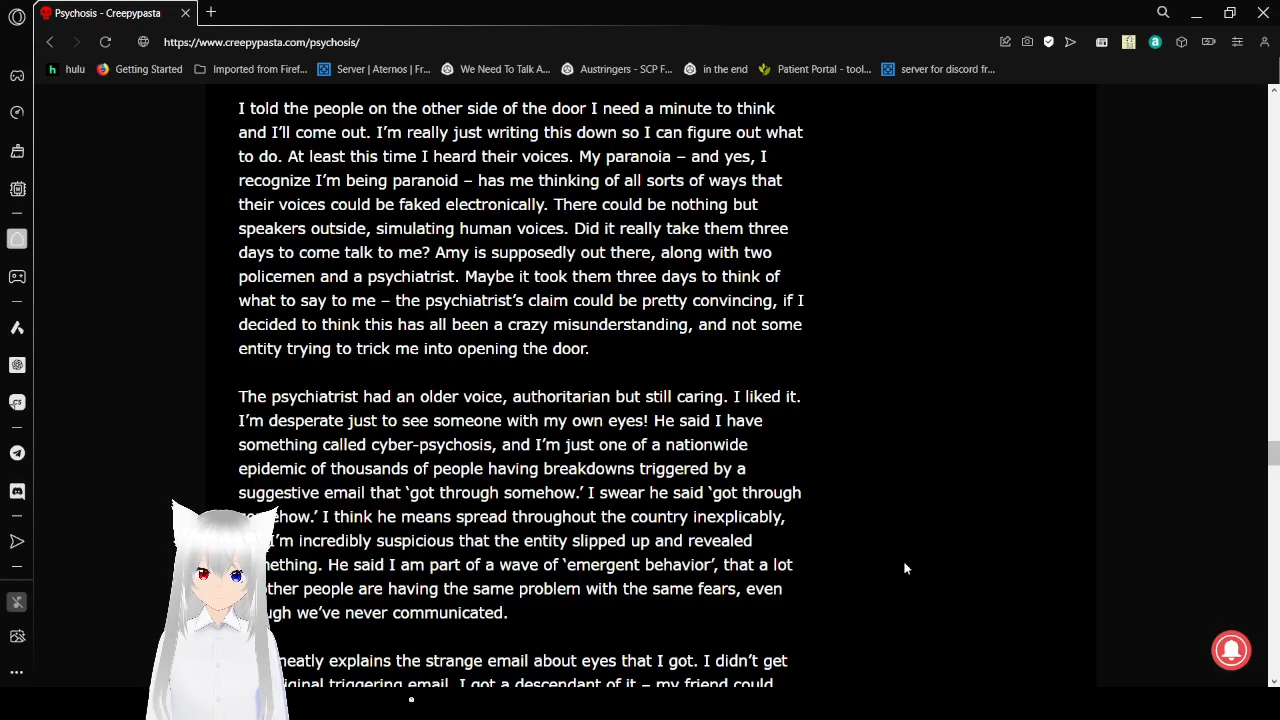 Psychosis - Creepypasta
https://www.creepypasta.com/psychosis/
hulu
Getting Started
Imported from Firef...
Server | Aternos | Fr...
We Need To Talk A...
Austringers - SCP F...
in the end
Patient Portal - tool...
server for discord fr...
I told the people on the other side of the door I need a minute to think
and I'll come out. I'm really just writing this down so I can figure out what
to do. At least this time I heard their voices. My paranoia – and yes, I
recognize I'm being paranoid – has me thinking of all sorts of ways that
their voices could be faked electronically. There could be nothing but
speakers outside, simulating human voices. Did it really take them three
days to come talk to me? Amy is supposedly out there, along with two
policemen and a psychiatrist. Maybe it took them three days to think of
what to say to me – the psychiatrist's claim could be pretty convincing, if I
decided to think this has all been a crazy misunderstanding, and not some
entity trying to trick me into opening the door.
The psychiatrist had an older voice, authoritarian but still caring. I liked it.
I'm desperate just to see someone with my own eyes! He said I have
something called cyber-psychosis, and I'm just one of a nationwide
epidemic of thousands of people having breakdowns triggered by a
suggestive email that ‘got through somehow.’ I swear he said ‘got through
ehow.’ I think he means spread throughout the country inexplicably,
I'm incredibly suspicious that the entity slipped up and revealed
mething. He said I am part of a wave of ‘emergent behavior’, that a lot
other people are having the same problem with the same fears, even
ugh we've never communicated.
neatly explains the strange email about eyes that I got. I didn't get
iginal triggering email. I got a descendant of it – my friend could